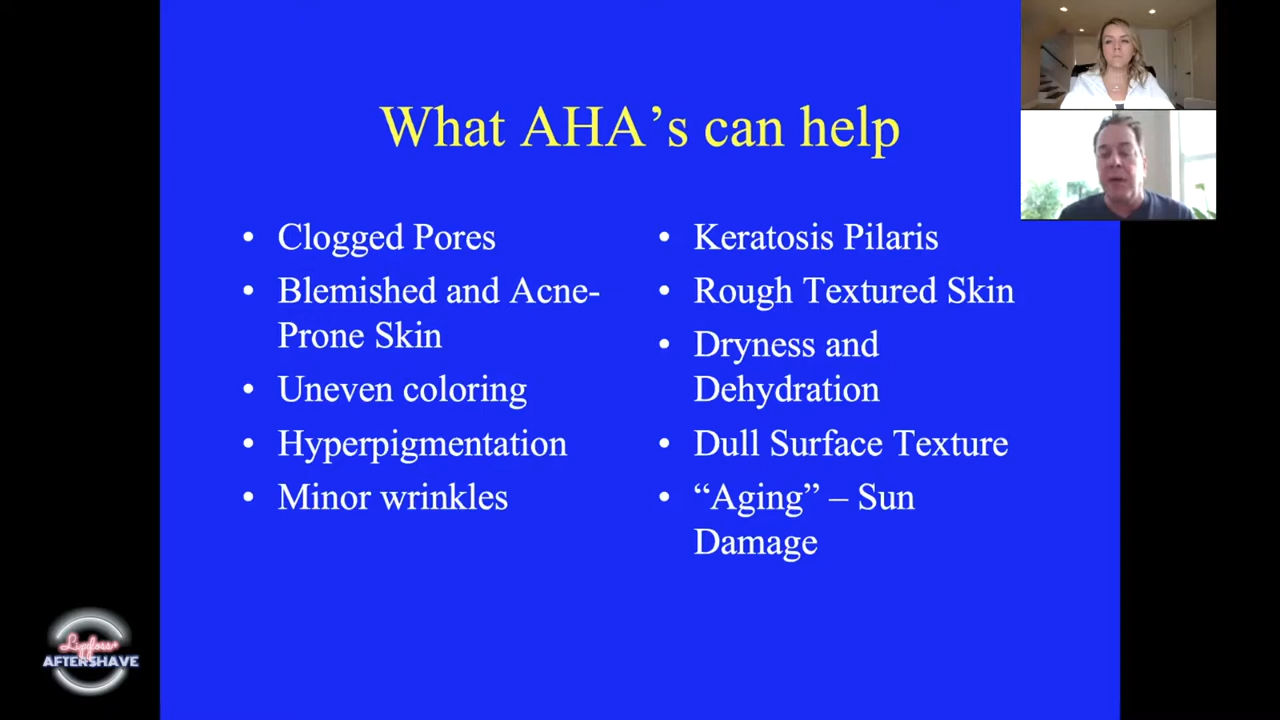 What AHA’s can help
• Clogged Pores
• Blemished and Acne-
Prone Skin
• Uneven coloring
• Hyperpigmentation
• Minor wrinkles
• Keratosis Pilaris
• Rough Textured Skin
• Dryness and
Dehydration
• Dull Surface Texture
• “Aging” – Sun
Damage
Lipgloss+
AFTERSHAVE